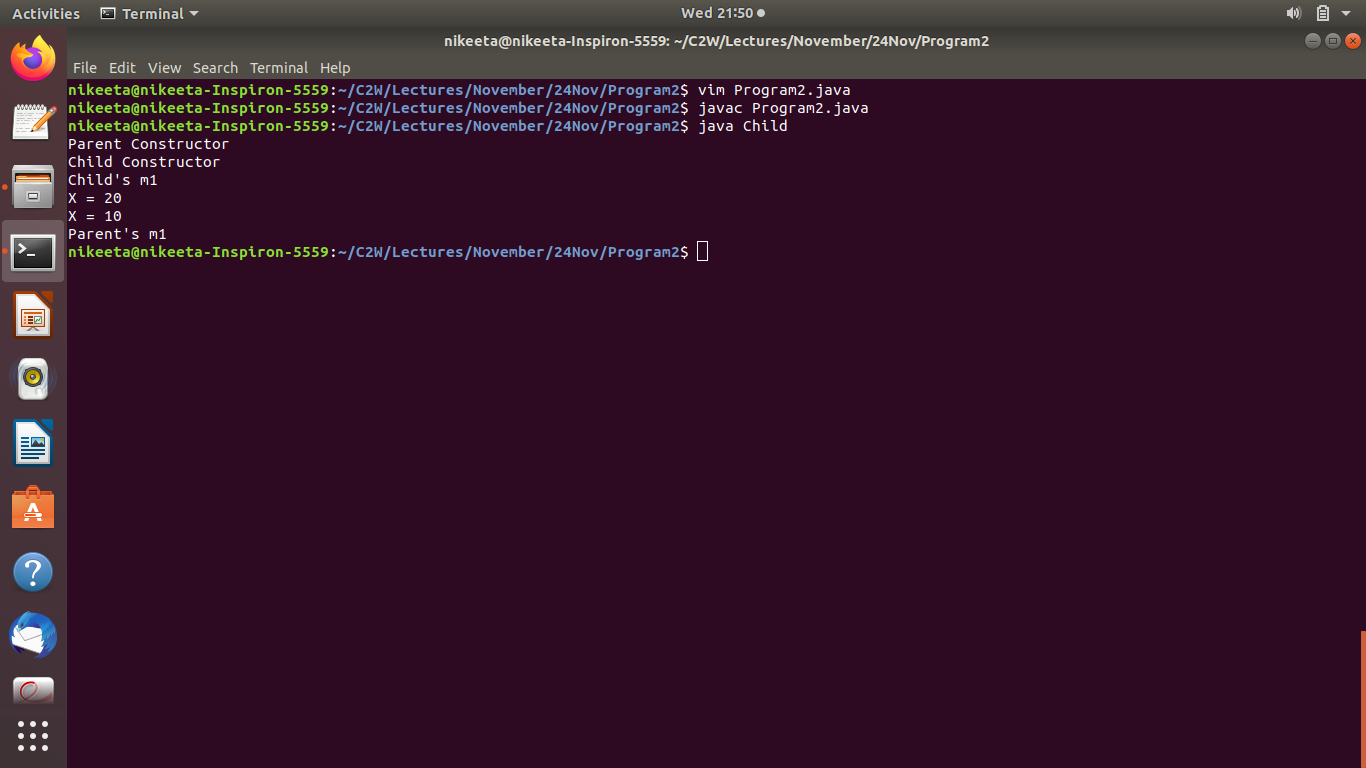 Activities Terminal Wed 21:50
nikeeta@nikeeta-Inspiron-5559: ~/C2W/Lectures/November/24Nov/Program2
File Edit View Search Terminal Help
nikeeta@nikeeta-Inspiron-5559:~/C2W/Lectures/November/24Nov/Program2$ vim Program2.java
nikeeta@nikeeta-Inspiron-5559:~/C2W/Lectures/November/24Nov/Program2$ javac Program2.java
nikeeta@nikeeta-Inspiron-5559:~/C2W/Lectures/November/24Nov/Program2$ java Child
Parent Constructor
Child Constructor
Child's m1
X = 20
X = 10
Parent's m1
nikeeta@nikeeta-Inspiron-5559:~/C2W/Lectures/November/24Nov/Program2$